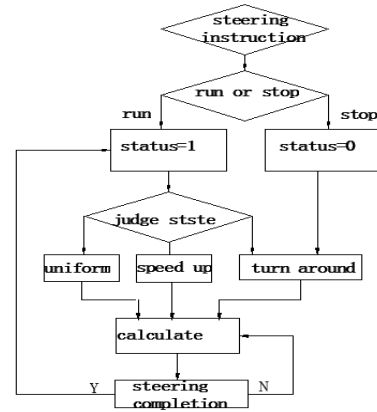 steering
instruction
run or stop
run
stop
status=1
status=0
judge stste
uniform
speed up
turn around
calculate
Y
steering
completion
N